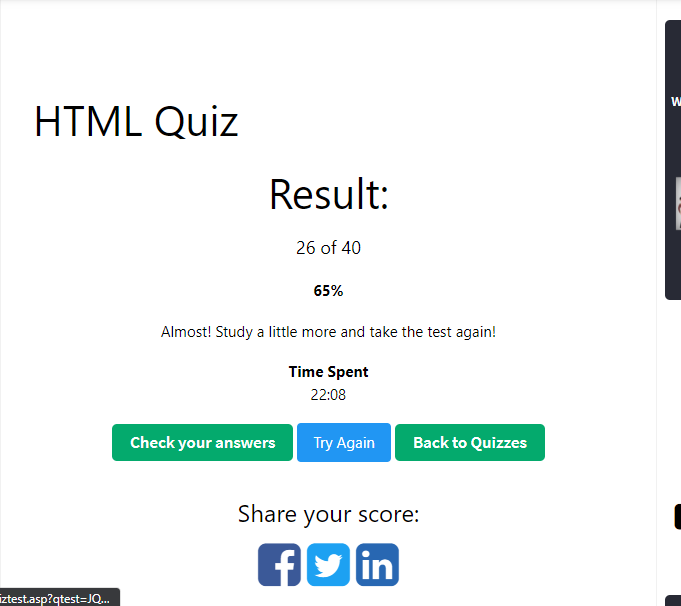 HTML Quiz
Result:
26 of 40
65%
Almost! Study a little more and take the test again!
Time Spent
22:08
Check your answers Try Again Back to Quizzes
Share your score:
f in
iztest.asp?qtest=JQ...
W